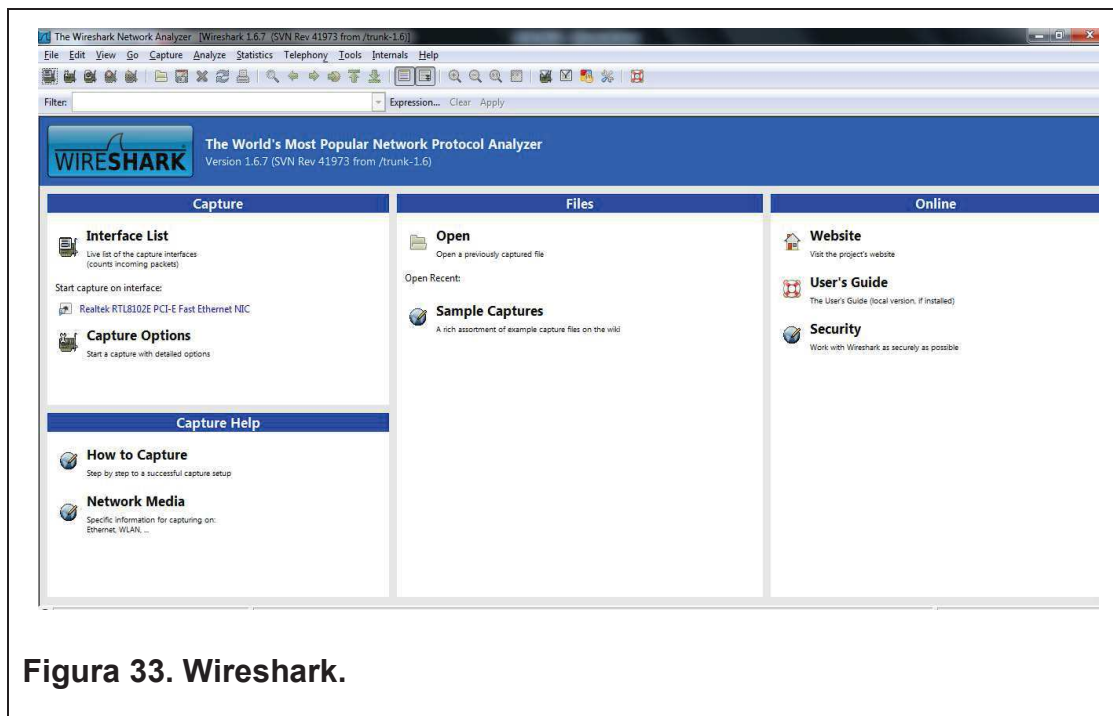 The Wireshark Network Analyzer [Wireshark 1.6.7 (SVN Rev 41973 from /trunk-1.6)]
File Edit View Go Capture Analyze Statistics Telephony Tools Internals Help
Filter: Expression... Clear Apply
WIRESHARK
The World's Most Popular Network Protocol Analyzer
Version 1.6.7 (SVN Rev 41973 from /trunk-1.6)
Capture
Interface List
Live list of the capture interfaces
(counts incoming packets)
Start capture on interface:
Realtek RTL8102E PCI-E Fast Ethernet NIC
Capture Options
Start a capture with detailed options
Capture Help
How to Capture
Step by step to a successful capture setup
Network Media
Specific information for capturing on:
Ethernet, WLAN, ...
Files
Open
Open a previously captured file
Open Recent:
Sample Captures
A rich assortment of example capture files on the wiki
Online
Website
Visit the project's website
User's Guide
The User's Guide (local version, if installed)
Security
Work with Wireshark as securely as possible
Figura 33. Wireshark.